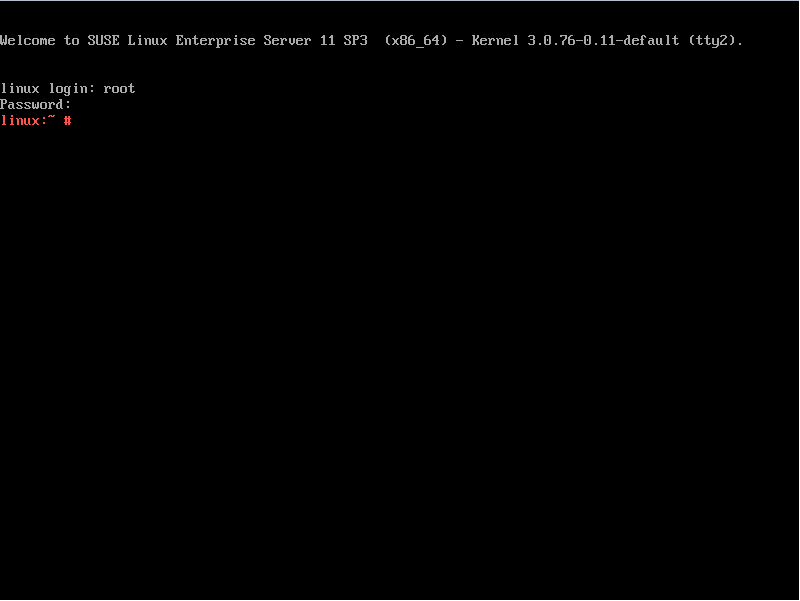 Welcome to SUSE Linux Enterprise Server 11 SP3  (x86_64) - Kernel 3.0.76-0.11-default (tty2).
linux login: root
Password:
linux:~ #